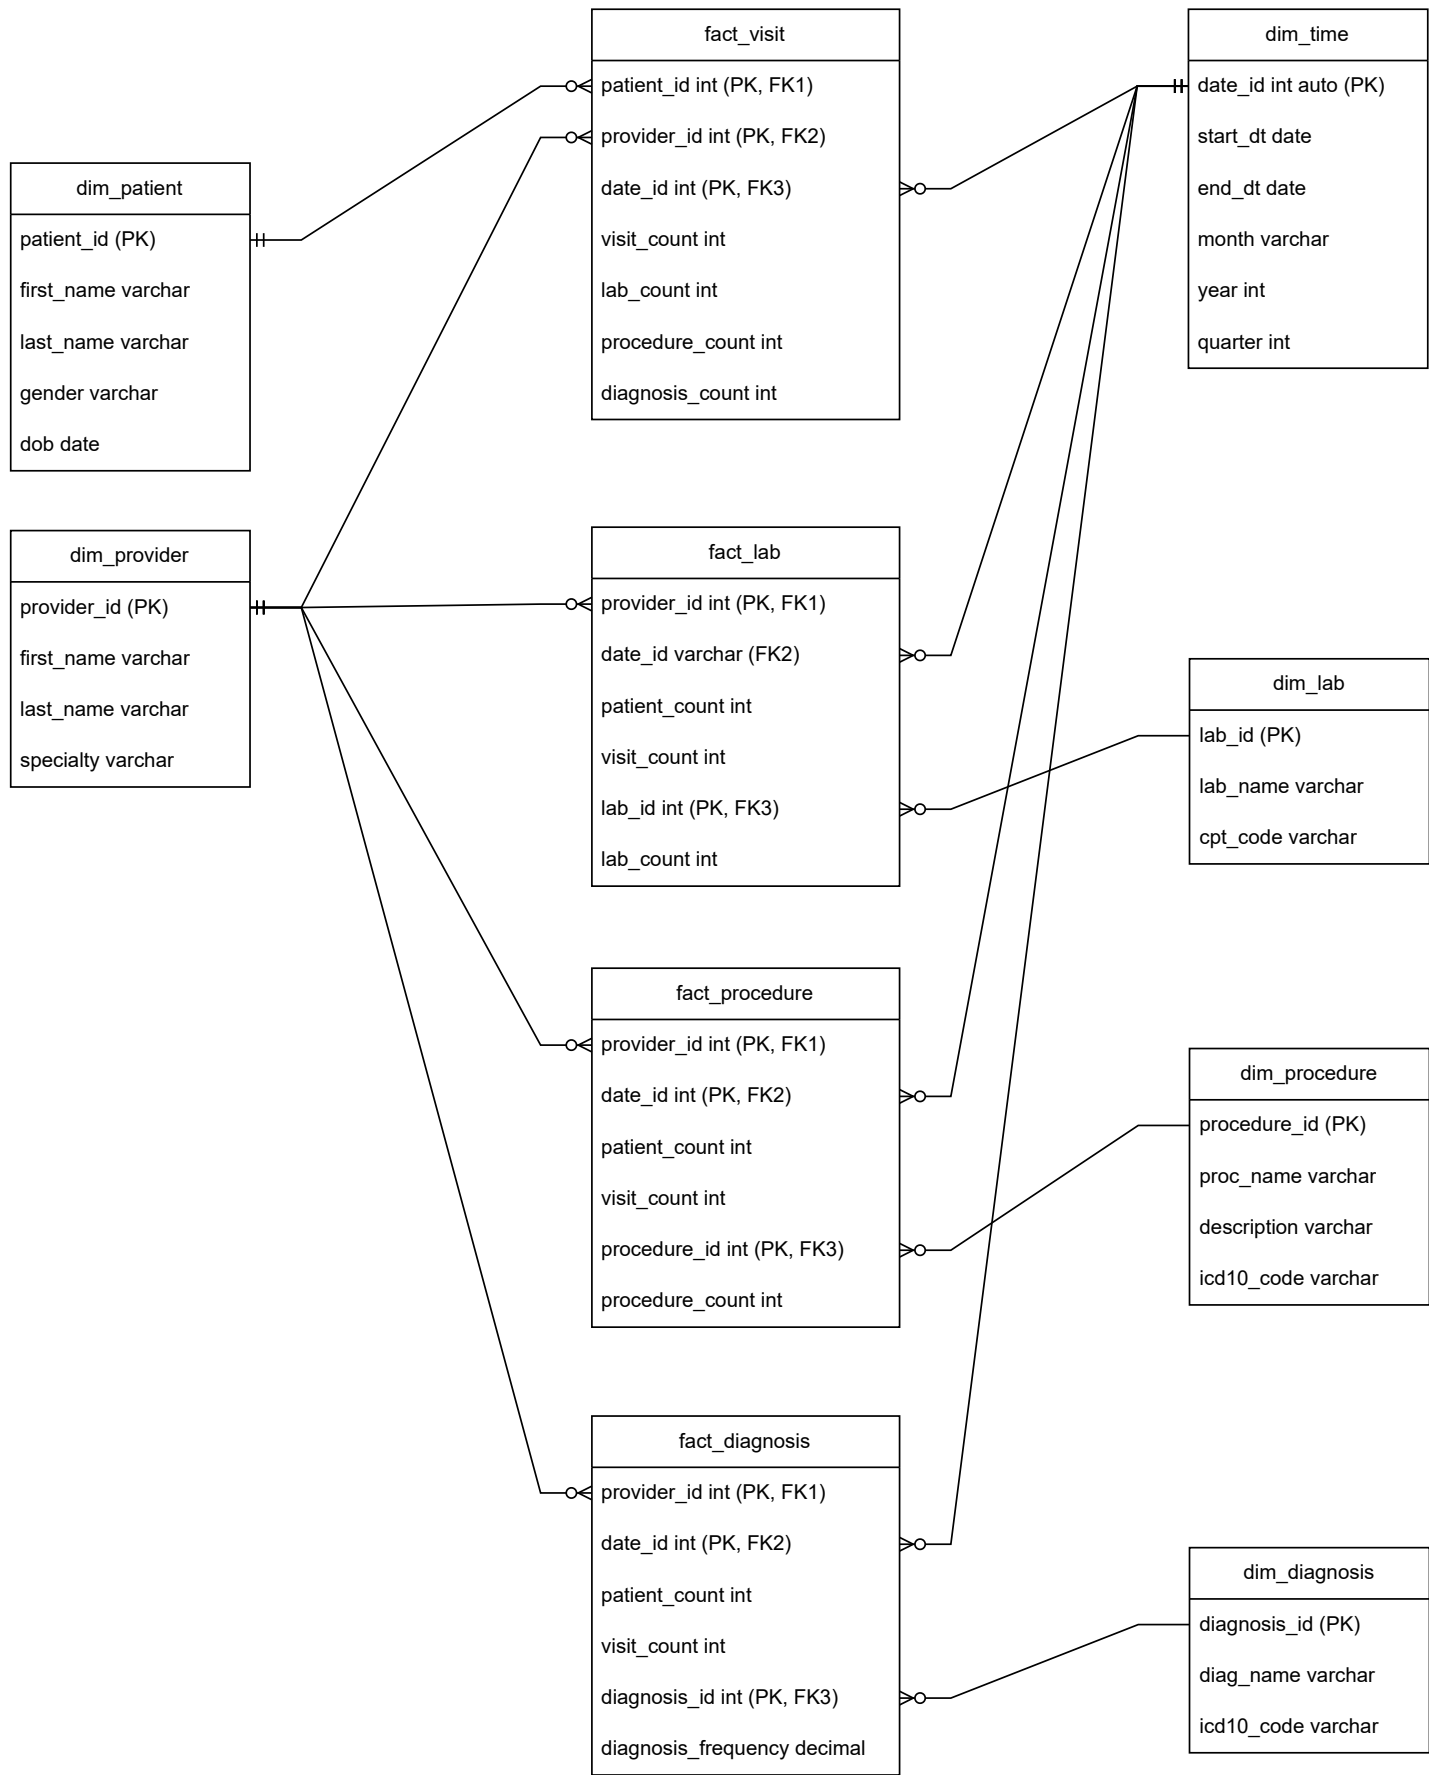 fact_visit
patient_id int (PK, FK1)
provider_id int (PK, FK2)
date_id int (PK, FK3)
visit_count int
lab_count int
procedure_count int
diagnosis_count int
dim_time
date_id int auto (PK)
start_dt date
end_dt date
month varchar
year int
quarter int
dim_patient
patient_id (PK)
first_name varchar
last_name varchar
gender varchar
dob date
dim_provider
provider_id (PK)
first_name varchar
last_name varchar
specialty varchar
fact_lab
provider_id int (PK, FK1)
date_id varchar (FK2)
patient_count int
visit_count int
lab_id int (PK, FK3)
lab_count int
dim_lab
lab_id (PK)
lab_name varchar
cpt_code varchar
fact_procedure
provider_id int (PK, FK1)
date_id int (PK, FK2)
patient_count int
visit_count int
procedure_id int (PK, FK3)
procedure_count int
dim_procedure
procedure_id (PK)
proc_name varchar
description varchar
icd10_code varchar
fact_diagnosis
provider_id int (PK, FK1)
date_id int (PK, FK2)
patient_count int
visit_count int
diagnosis_id int (PK, FK3)
diagnosis_frequency decimal
dim_diagnosis
diagnosis_id (PK)
diag_name varchar
icd10_code varchar